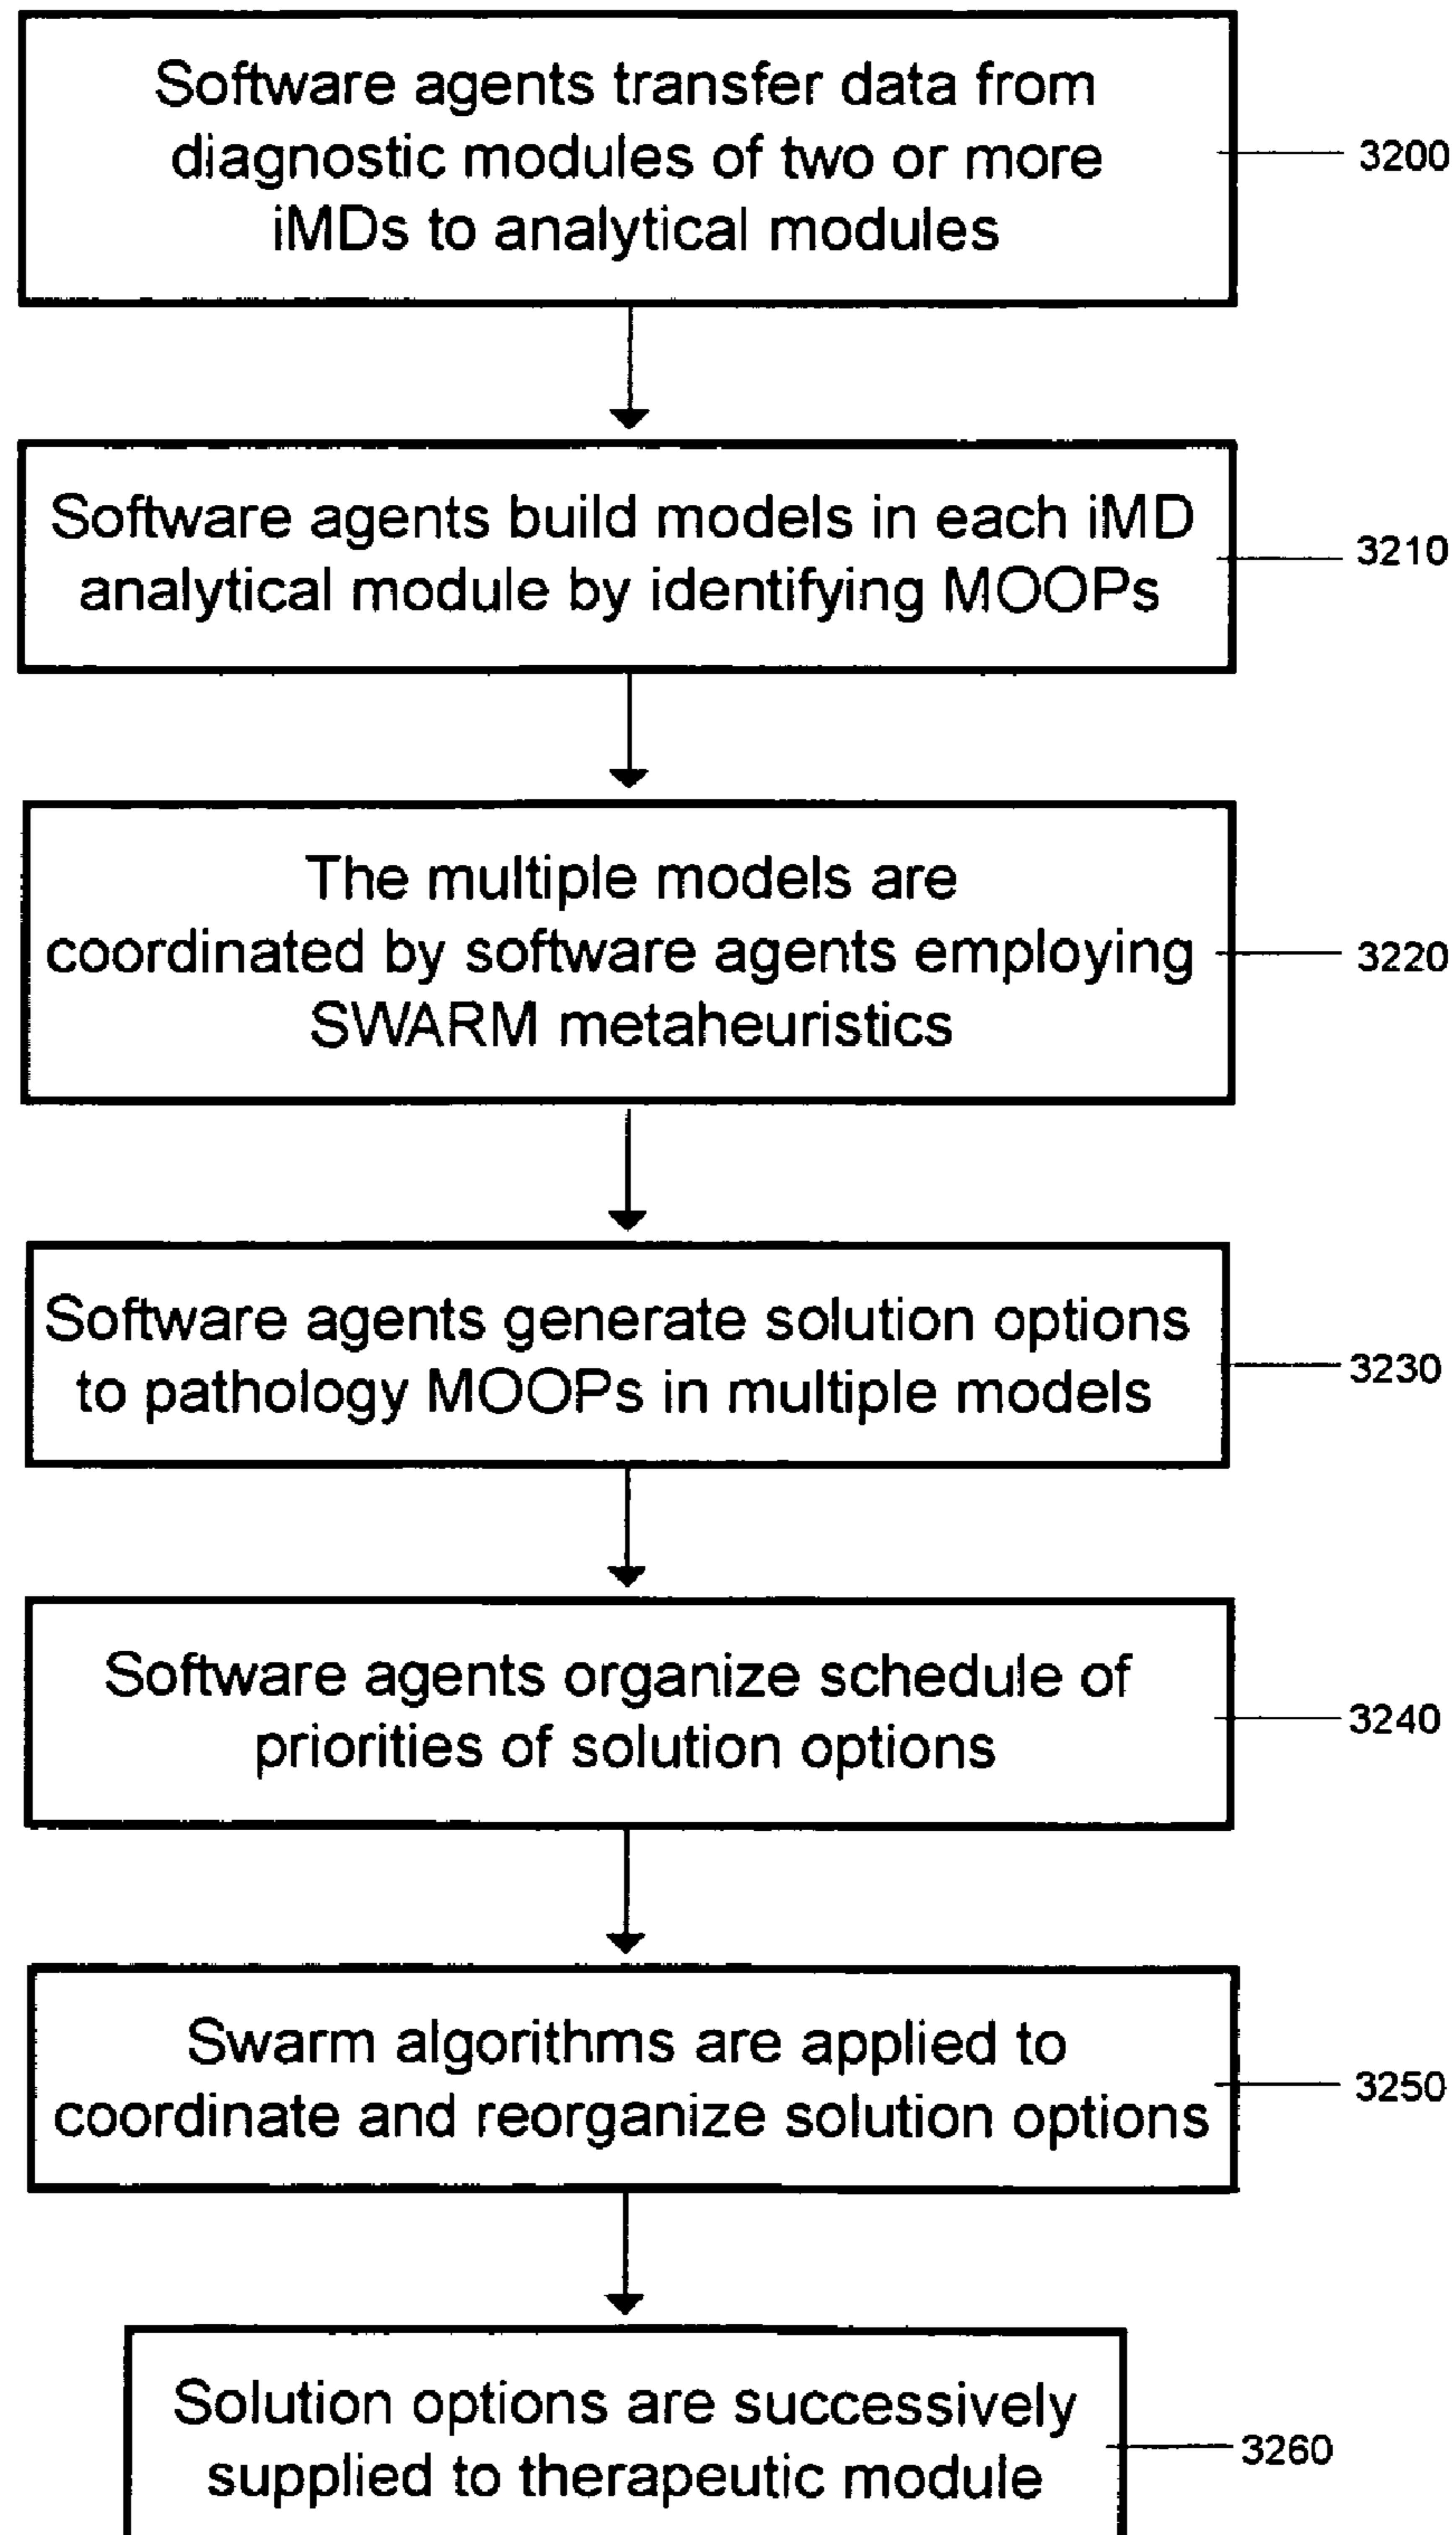 Software agents transfer data from
diagnostic modules of two or more
iMDs to analytical modules
3200
Software agents build models in each iMD
analytical module by identifying MOOPs
3210
The multiple models are
coordinated by software agents employing
SWARM metaheuristics
3220
Software agents generate solution options
to pathology MOOPs in multiple models
3230
Software agents organize schedule of
priorities of solution options
3240
Swarm algorithms are applied to
coordinate and reorganize solution options
3250
Solution options are successively
supplied to therapeutic module
3260